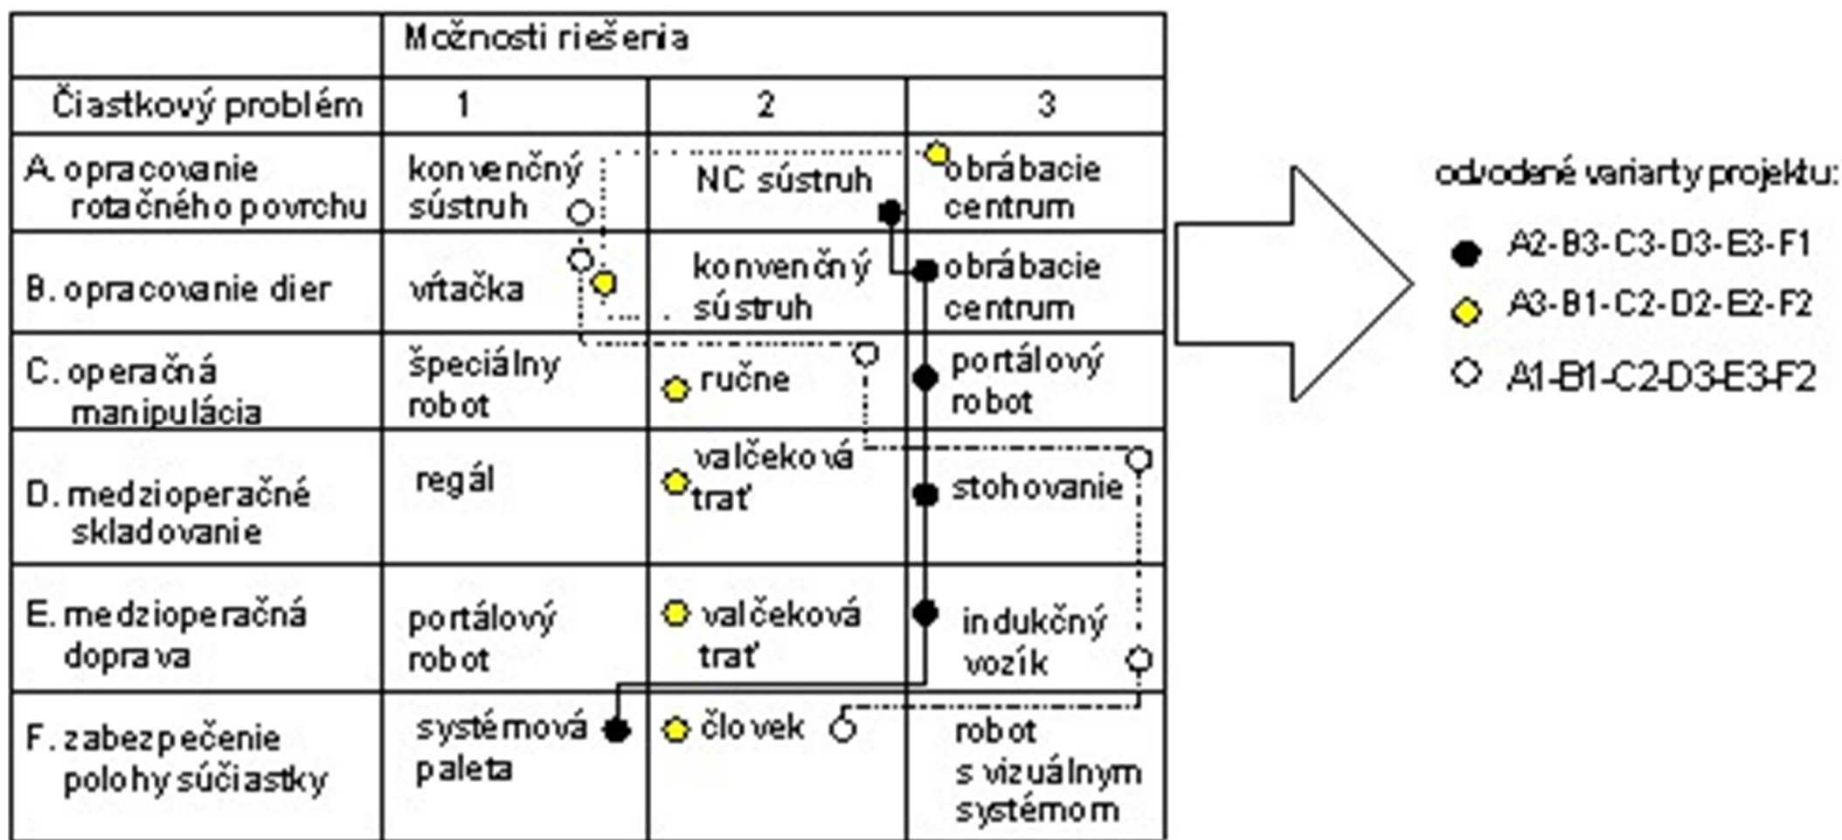 Možnosti riešenia
Čiastkový problém 1 2 3
A. opracovanie
rotačného povrchu
konvenčný
sústruh
NC sústruh
obrábacie
centrum
B. opracovanie dier
vŕtačka
konvenčný
sústruh
obrábacie
centrum
C. operačná
manipulácia
špeciálny
robot
ručne
portálový
robot
D. medzioperačné
skladovanie
regál
valčeková
trať
stohovanie
E. medzioperačná
doprava
portálový
robot
valčeková
trať
indukčný
vozík
F. zabezpečenie
polohy súčiastky
systémová
paleta
človek
robot
s vizuálnym
systémom
odvodené varianty projektu:
A2-B3-C3-D3-E3-F1
A3-B1-C2-D2-E2-F2
A1-B1-C2-D3-E3-F2